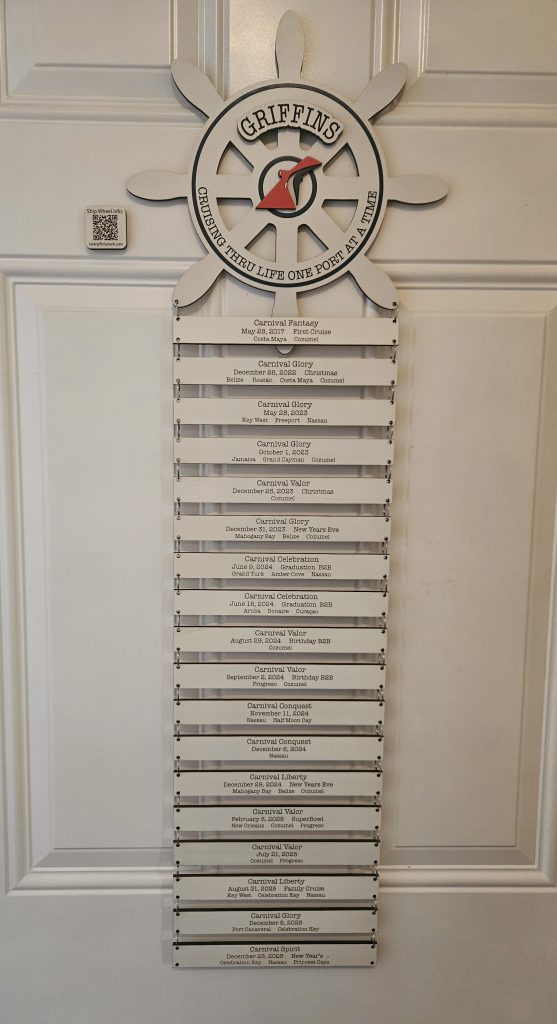 GRIFFINS
CRUISING THRU LIFE ONE PORT AT A TIME
Ship Wheel Info:
Carnival Fantasy
May 28, 2017 First Cruise
Costa Maya Cozumel
Carnival Glory
December 26, 2022 Christmas
Belize Roatán Costa Maya Cozumel
Carnival Glory
May 28, 2023
Key West Freeport Nassau
Carnival Glory
October 1, 2023
Jamaica Grand Cayman Cozumel
Carnival Valor
December 26, 2023 Christmas
Cozumel
Carnival Glory
December 31, 2023 New Years Eve
Mahogany Bay Belize Cozumel
Carnival Celebration
June 9, 2024 Graduation B2B
Grand Turk Amber Cove Nassau
Carnival Celebration
June 16, 2024 Graduation B2B
Aruba Bonaire Curaçao
Carnival Valor
August 29, 2024 Birthday B2B
Cozumel
Carnival Valor
September 2, 2024 Birthday B2B
Progreso Cozumel
Carnival Conquest
November 11, 2024
Nassau Half Moon Cay
Carnival Conquest
December 6, 2024
Nassau
Carnival Liberty
December 29, 2024 New Years Eve
Mahogany Bay Belize Cozumel
Carnival Valor
February 8, 2025 SuperBowl
New Orleans Cozumel Progreso
Carnival Valor
July 21, 2025
Cozumel Progreso
Carnival Liberty
August 31, 2025 Family Cruise
Key West Celebration Key Nassau
Carnival Glory
December 5, 2025
Port Canaveral Celebration Key
Carnival Spirit
December 28, 2025 New Year's
Celebration Key Nassau Princess Cays